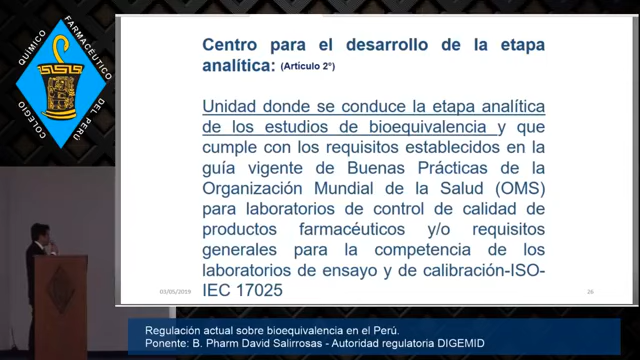 QUÍMICO
FARMACÉUTICO
DEL PERÚ
COLEGIO
Centro para el desarrollo de la etapa
analítica: (Artículo 2°)
Unidad donde se conduce la etapa analítica
de los estudios de bioequivalencia y que
cumple con los requisitos establecidos en la
guía vigente de Buenas Prácticas de la
Organización Mundial de la Salud (OMS)
para laboratorios de control de calidad de
productos farmacéuticos y/o requisitos
generales para la competencia de los
laboratorios de ensayo y de calibración-ISO-
IEC 17025
03/05/2019
26
Regulación actual sobre bioequivalencia en el Perú.
Ponente: B. Pharm David Salirrosas - Autoridad regulatoria DIGEMID